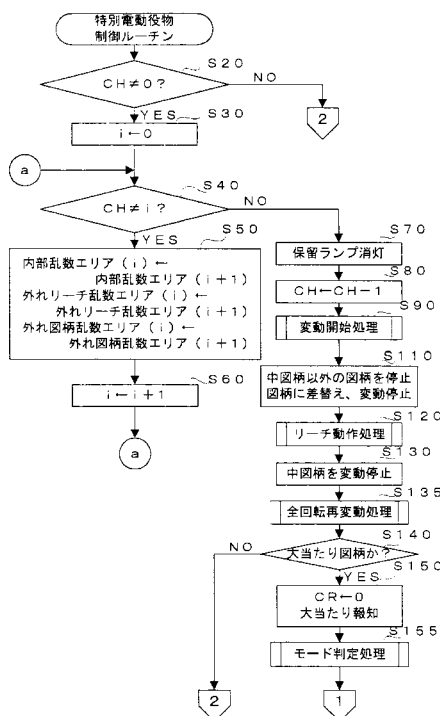 特別電動役物
制御ルーチン
S20
CH≠0?
NO
2
YES
S30
i←0
a
S40
CH≠i?
NO
YES
S50
内部乱数エリア(i)←
内部乱数エリア(i+1)
外れリーチ乱数エリア(i)←
外れリーチ乱数エリア(i+1)
外れ図柄乱数エリア(i)←
外れ図柄乱数エリア(i+1)
S60
i←i+1
a
S70
保留ランプ消灯
S80
CH←CH-1
S90
変動開始処理
S110
中図柄以外の図柄を停止
図柄に差替え、変動停止
S120
リーチ動作処理
S130
中図柄を変動停止
S135
全回転再変動処理
S140
大当たり図柄か?
NO
YES
S150
CR←0
大当たり報知
S155
モード判定処理
2
1